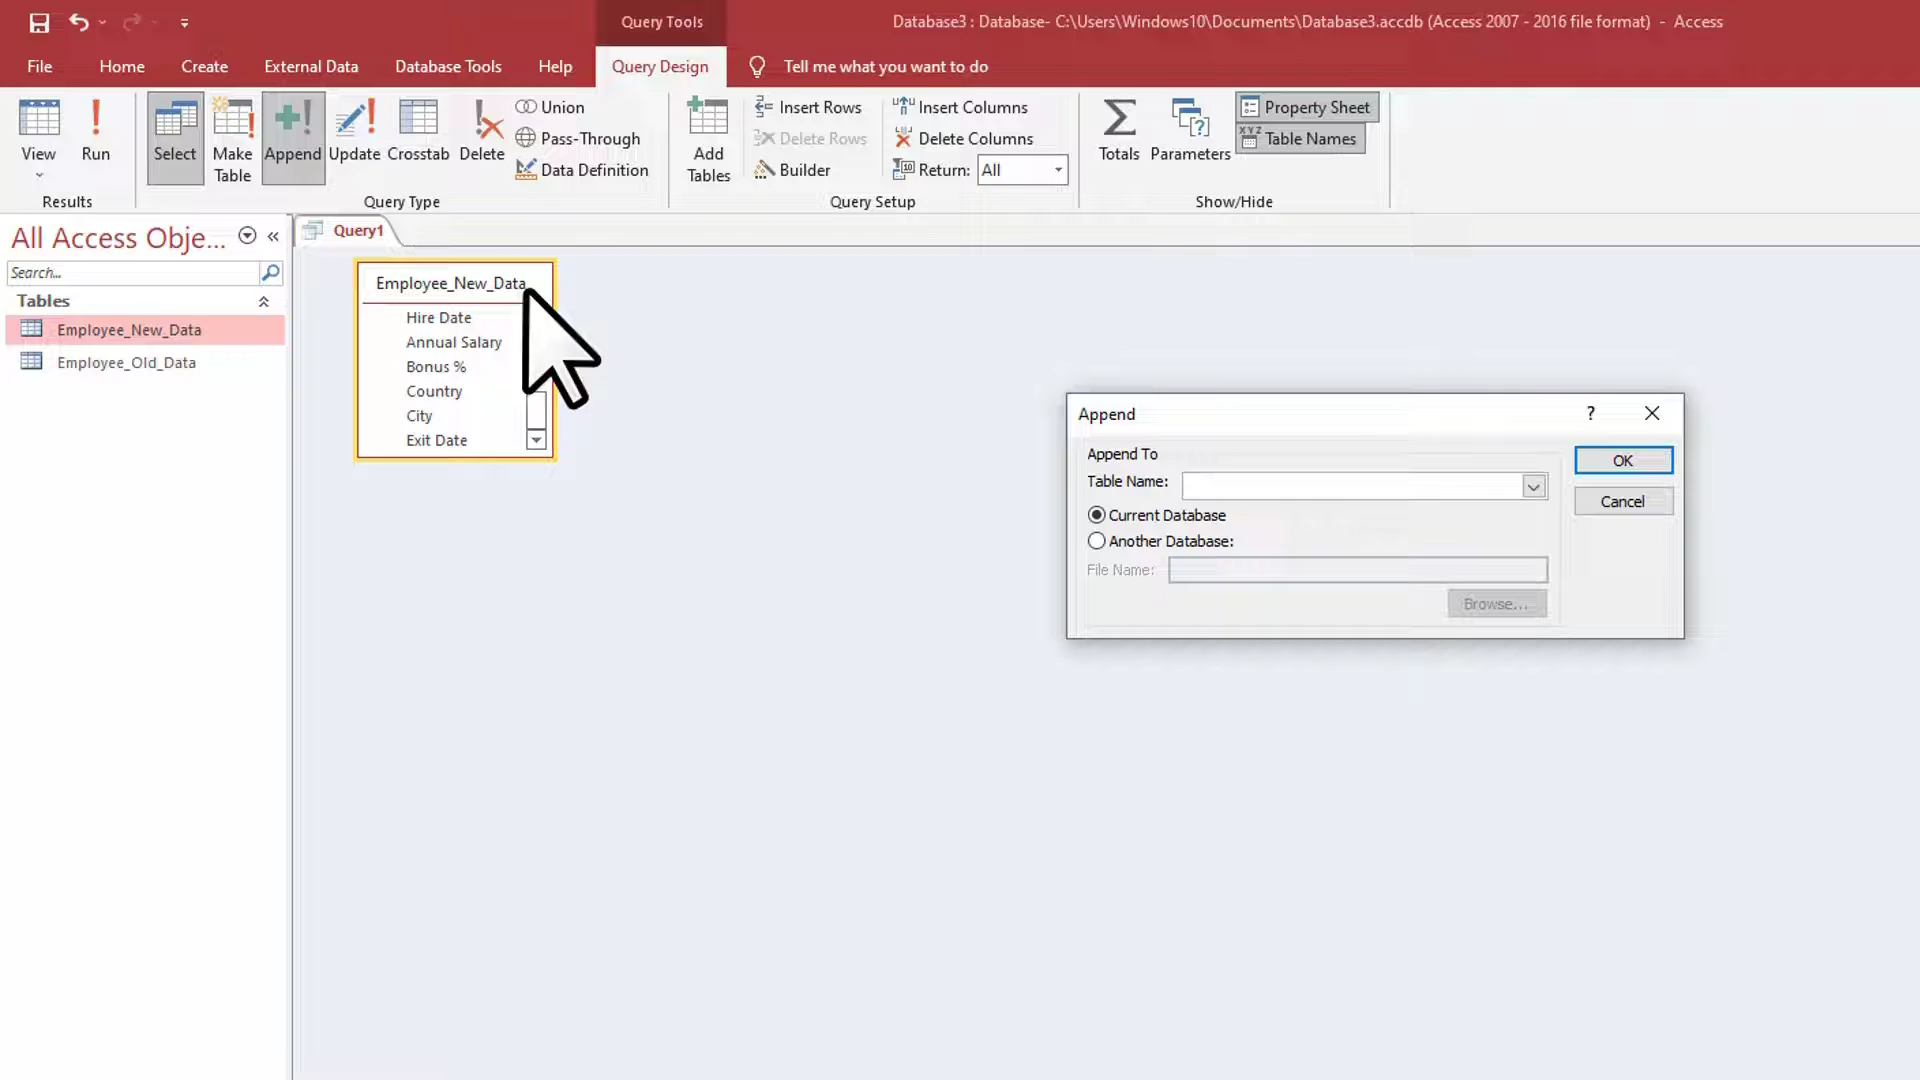 Query Tools
Database3 : Database- C:\Users\Windows10\Documents\Database3.accdb (Access 2007 - 2016 file format) - Access
File Home Create External Data Database Tools Help Query Design Tell me what you want to do
View
Run
Results
Select
Make Table
Append
Update
Crosstab
Delete
Union
Pass-Through
Data Definition
Query Type
Add Tables
Insert Rows
Delete Rows
Builder
Insert Columns
Delete Columns
Return: All
Query Setup
Totals
Parameters
Property Sheet
XYZ Table Names
Show/Hide
All Access Obje...
Search...
Tables
Employee_New_Data
Employee_Old_Data
Query1
Employee_New_Data
Hire Date
Annual Salary
Bonus %
Country
City
Exit Date
Append
?
Append To
Table Name:
Current Database
Another Database:
File Name:
Browse...
OK
Cancel